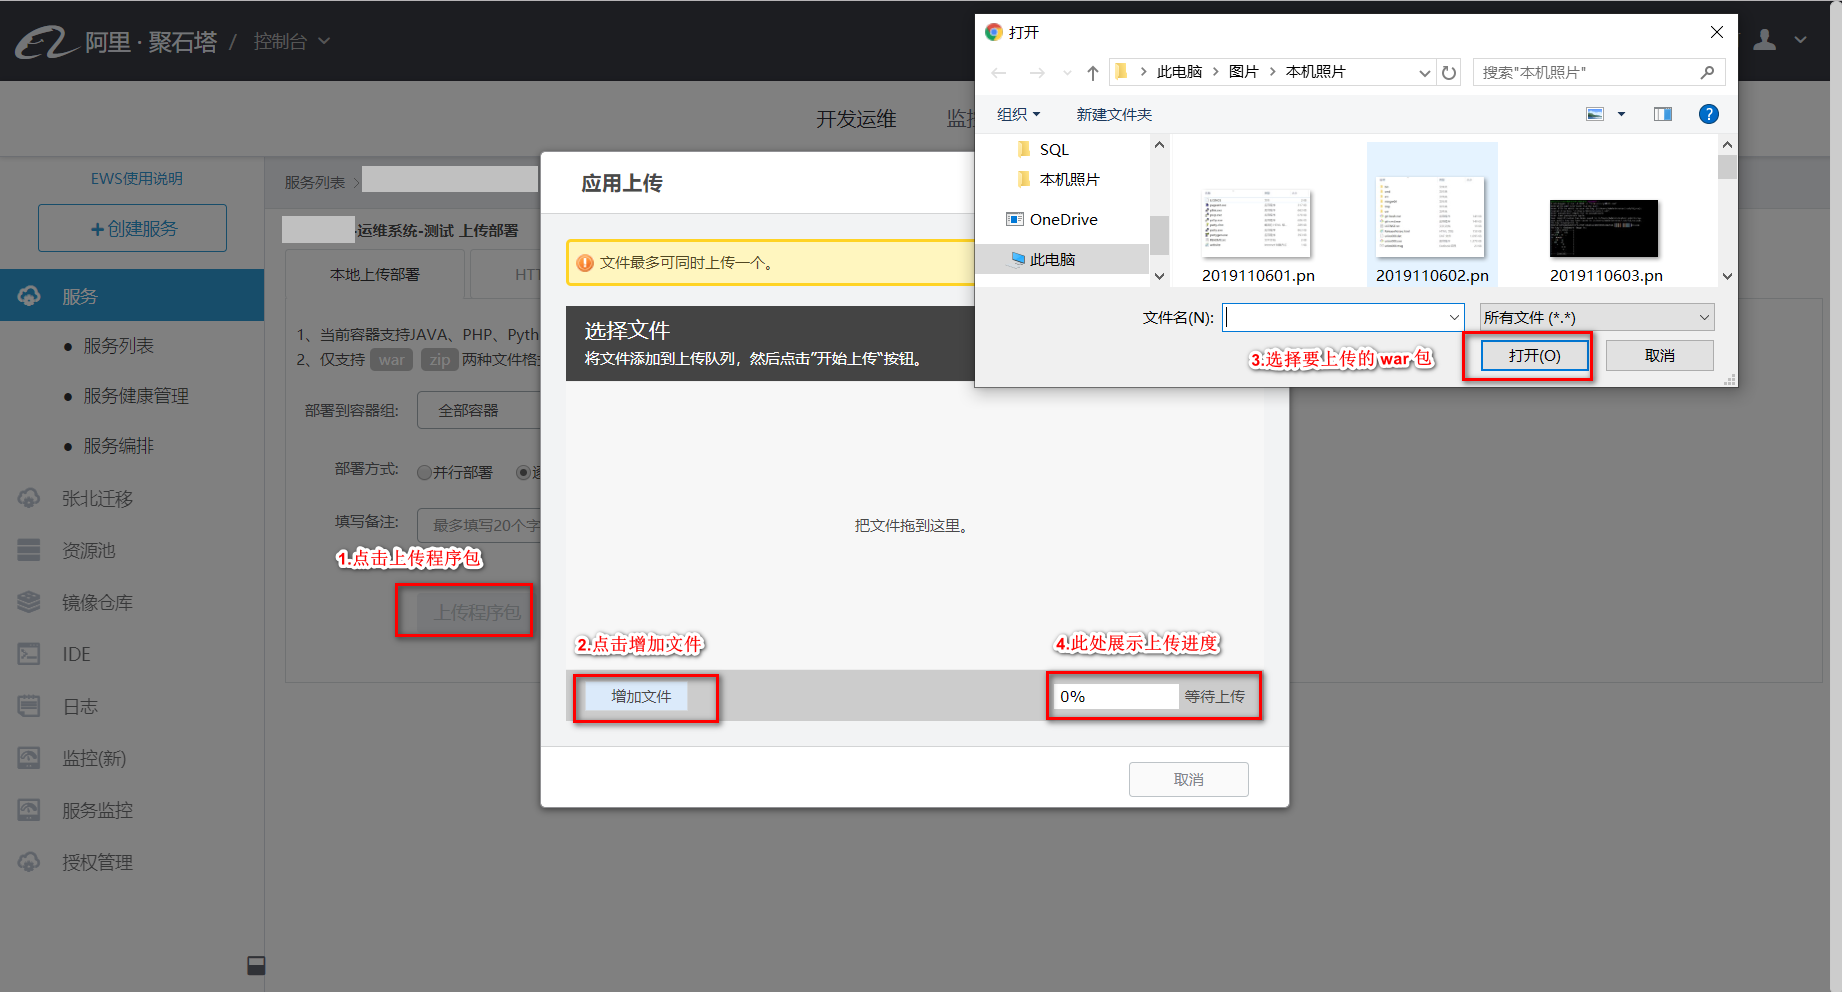 阿里·聚石塔 / 控制台
开发运维
EWS使用说明
+创建服务
服务
服务列表
服务健康管理
服务编排
张北迁移
资源池
镜像仓库
IDE
日志
监控(新)
服务监控
授权管理
服务列表
-运维系统-测试 上传部署
本地上传部署
1、当前容器支持JAVA、PHP、Pyth
2、仅支持 war zip 两种文件格
部署到容器组: 全部容器
部署方式: 并行部署
填写备注: 最多填写20个字
1.点击上传程序包
上传程序包
应用上传
文件最多可同时上传一个。
选择文件
将文件添加到上传队列，然后点击“开始上传“按钮。
把文件拖到这里。
2.点击增加文件
4.此处展示上传进度
增加文件
0% 等待上传
取消
打开
此电脑 > 图片 > 本机照片
搜索"本机照片"
组织
新建文件夹
SQL
本机照片
OneDrive
此电脑
2019110601.pn
2019110602.pn
2019110603.pn
文件名(N):
所有文件 (*.*)
3.选择要上传的 war 包
打开(O)
取消